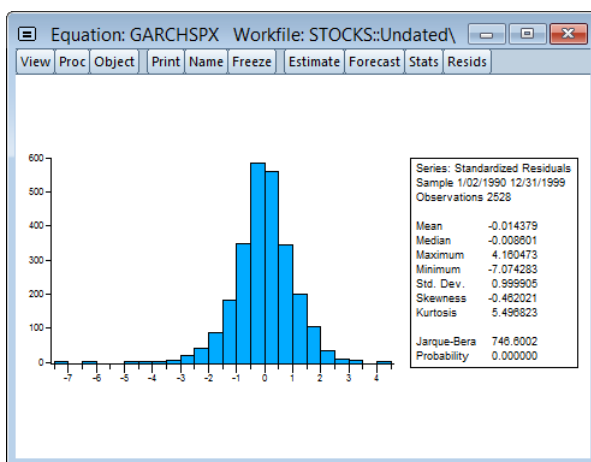 Equation: GARCHSPX Workfile: STOCKS::Undated\
View Proc Object Print Name Freeze Estimate Forecast Stats Resids
600
500
400
300
200
100
0
-7 -6 -5 -4 -3 -2 -1 0 1 2 3 4
Series: Standardized Residuals
Sample 1/02/1990 12/31/1999
Observations 2528
Mean -0.014379
Median -0.008601
Maximum 4.160473
Minimum -7.074283
Std. Dev. 0.999905
Skewness -0.462021
Kurtosis 5.496823
Jarque-Bera 746.6002
Probability 0.000000